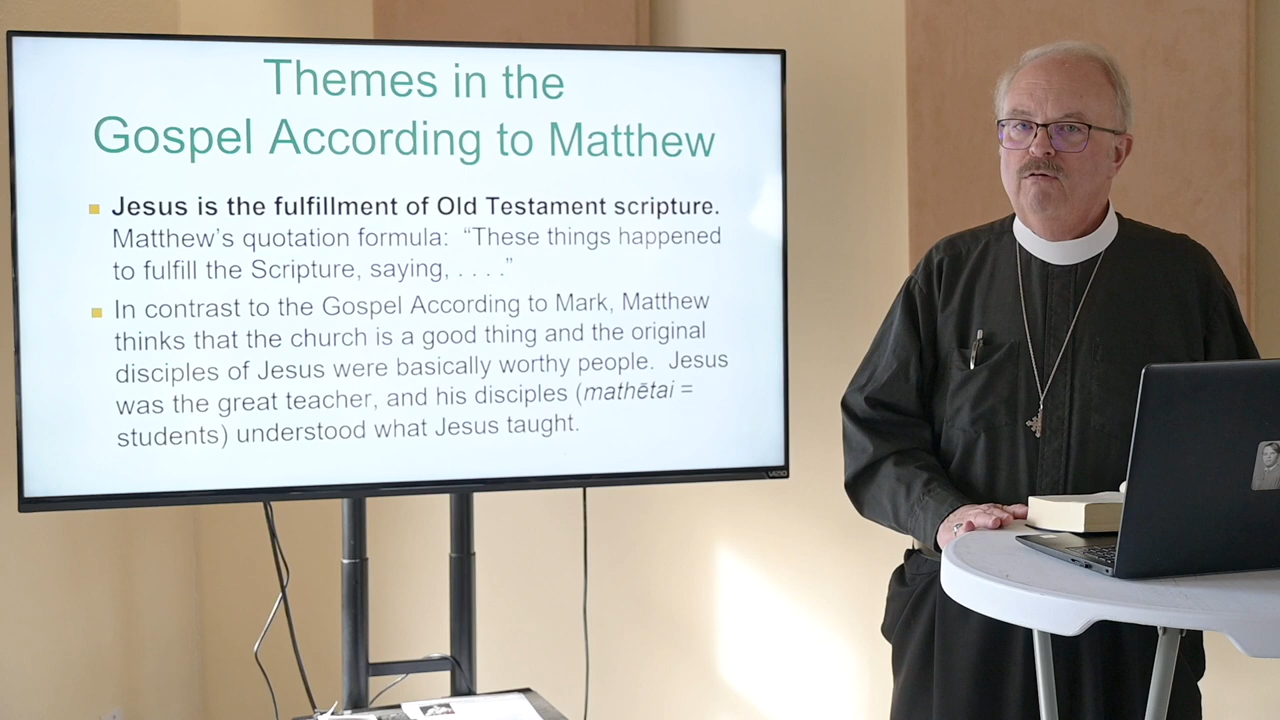 Themes in the
Gospel According to Matthew
Jesus is the fulfillment of Old Testament scripture.
Matthew's quotation formula: “These things happened
to fulfill the Scripture, saying, . . . .”
In contrast to the Gospel According to Mark, Matthew
thinks that the church is a good thing and the original
disciples of Jesus were basically worthy people. Jesus
was the great teacher, and his disciples (mathētai =
students) understood what Jesus taught.
VIZIO